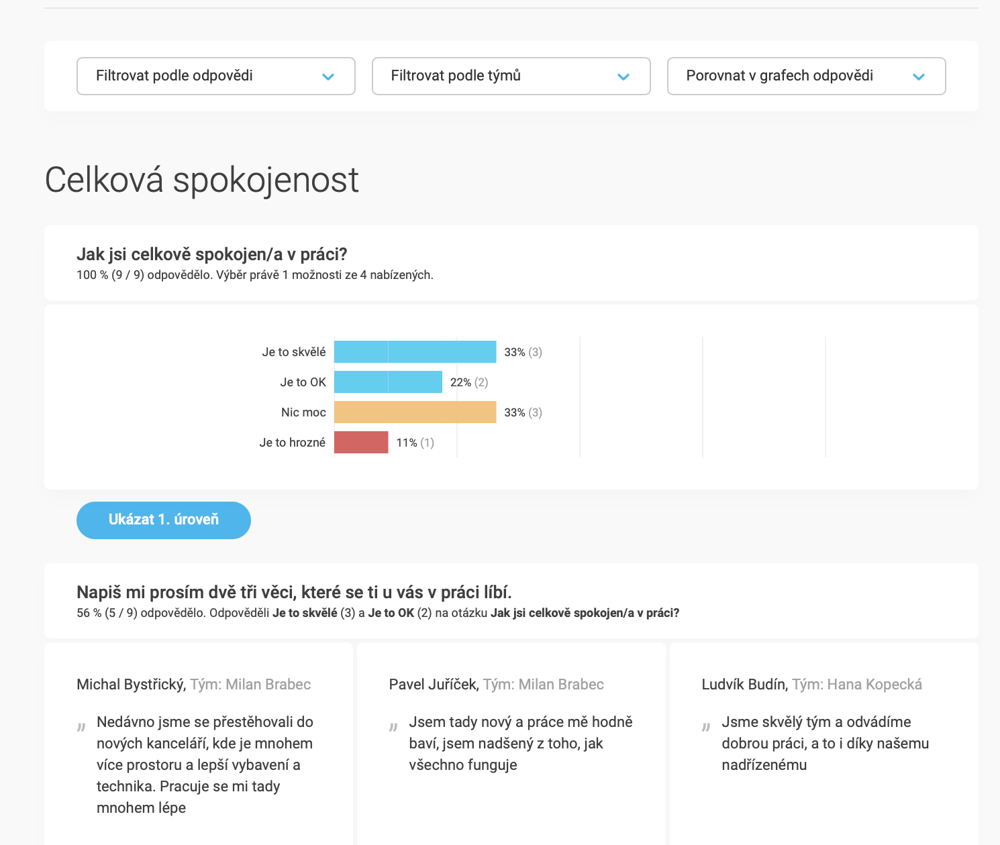 Filtrovat podle odpovědi
Filtrovat podle týmů
Porovnat v grafech odpovědi
Celková spokojenost
Jak jsi celkově spokojen/a v práci?
100 % (9 / 9) odpovědělo. Výběr právě 1 možnosti ze 4 nabízených.
Je to skvělé 33% (3)
Je to OK 22% (2)
Nic moc 33% (3)
Je to hrozné 11% (1)
Ukázat 1. úroveň
Napiš mi prosím dvě tři věci, které se ti u vás v práci líbí.
56 % (5 / 9) odpovědělo. Odpověděli Je to skvělé (3) a Je to OK (2) na otázku Jak jsi celkově spokojen/a v práci?
Michal Bystřický, Tým: Milan Brabec
„ Nedávno jsme se přestěhovali do
nových kanceláří, kde je mnohem
více prostoru a lepší vybavení a
technika. Pracuje se mi tady
mnohem lépe
Pavel Juříček, Tým: Milan Brabec
„ Jsem tady nový a práce mě hodně
baví, jsem nadšený z toho, jak
všechno funguje
Ludvík Budín, Tým: Hana Kopecká
„ Jsme skvělý tým a odvádíme
dobrou práci, a to i díky našemu
nadřízenému